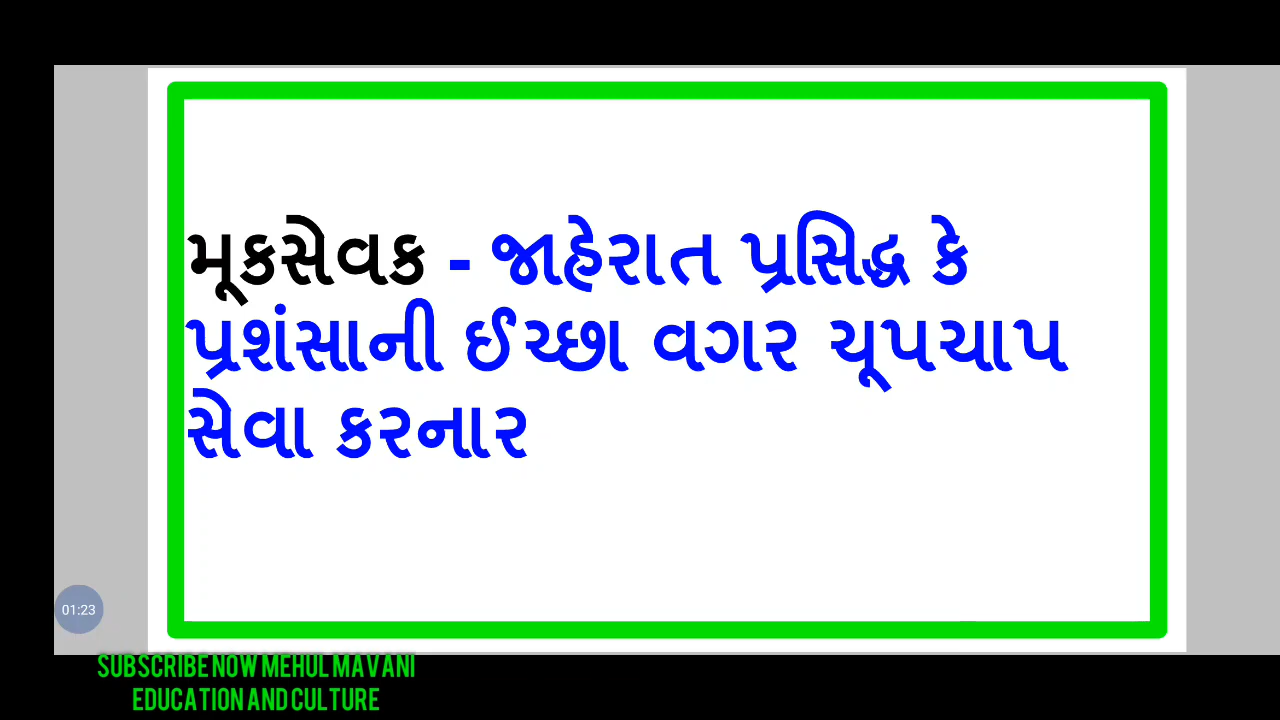 મૂકસેવક - જાહેરાત પ્રસિદ્ધ કે
પ્રશંસાની ઈચ્છા વગર ચૂપચાપ
સેવા કરનાર
01:23
SUBSCRIBE NOW MEHUL MAVANI
EDUCATION AND CULTURE